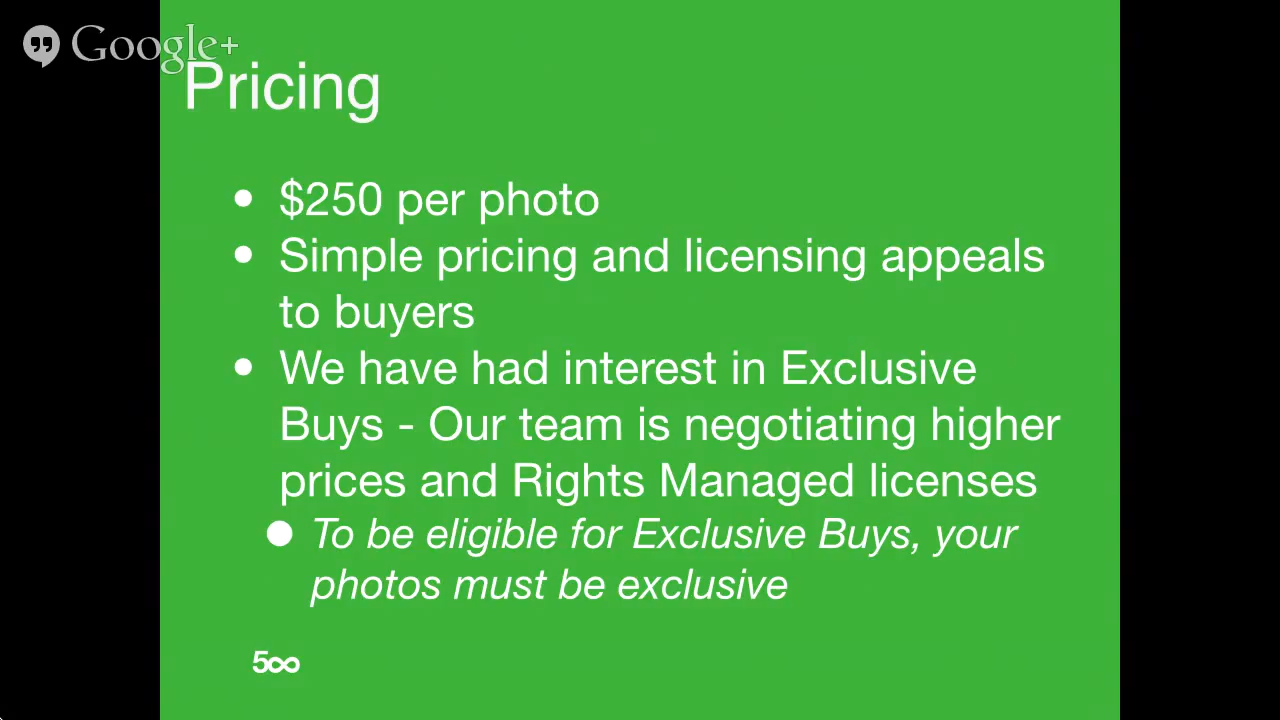 Google+
Pricing
• $250 per photo
• Simple pricing and licensing appeals
to buyers
• We have had interest in Exclusive
Buys - Our team is negotiating higher
prices and Rights Managed licenses
• To be eligible for Exclusive Buys, your
photos must be exclusive
5∞